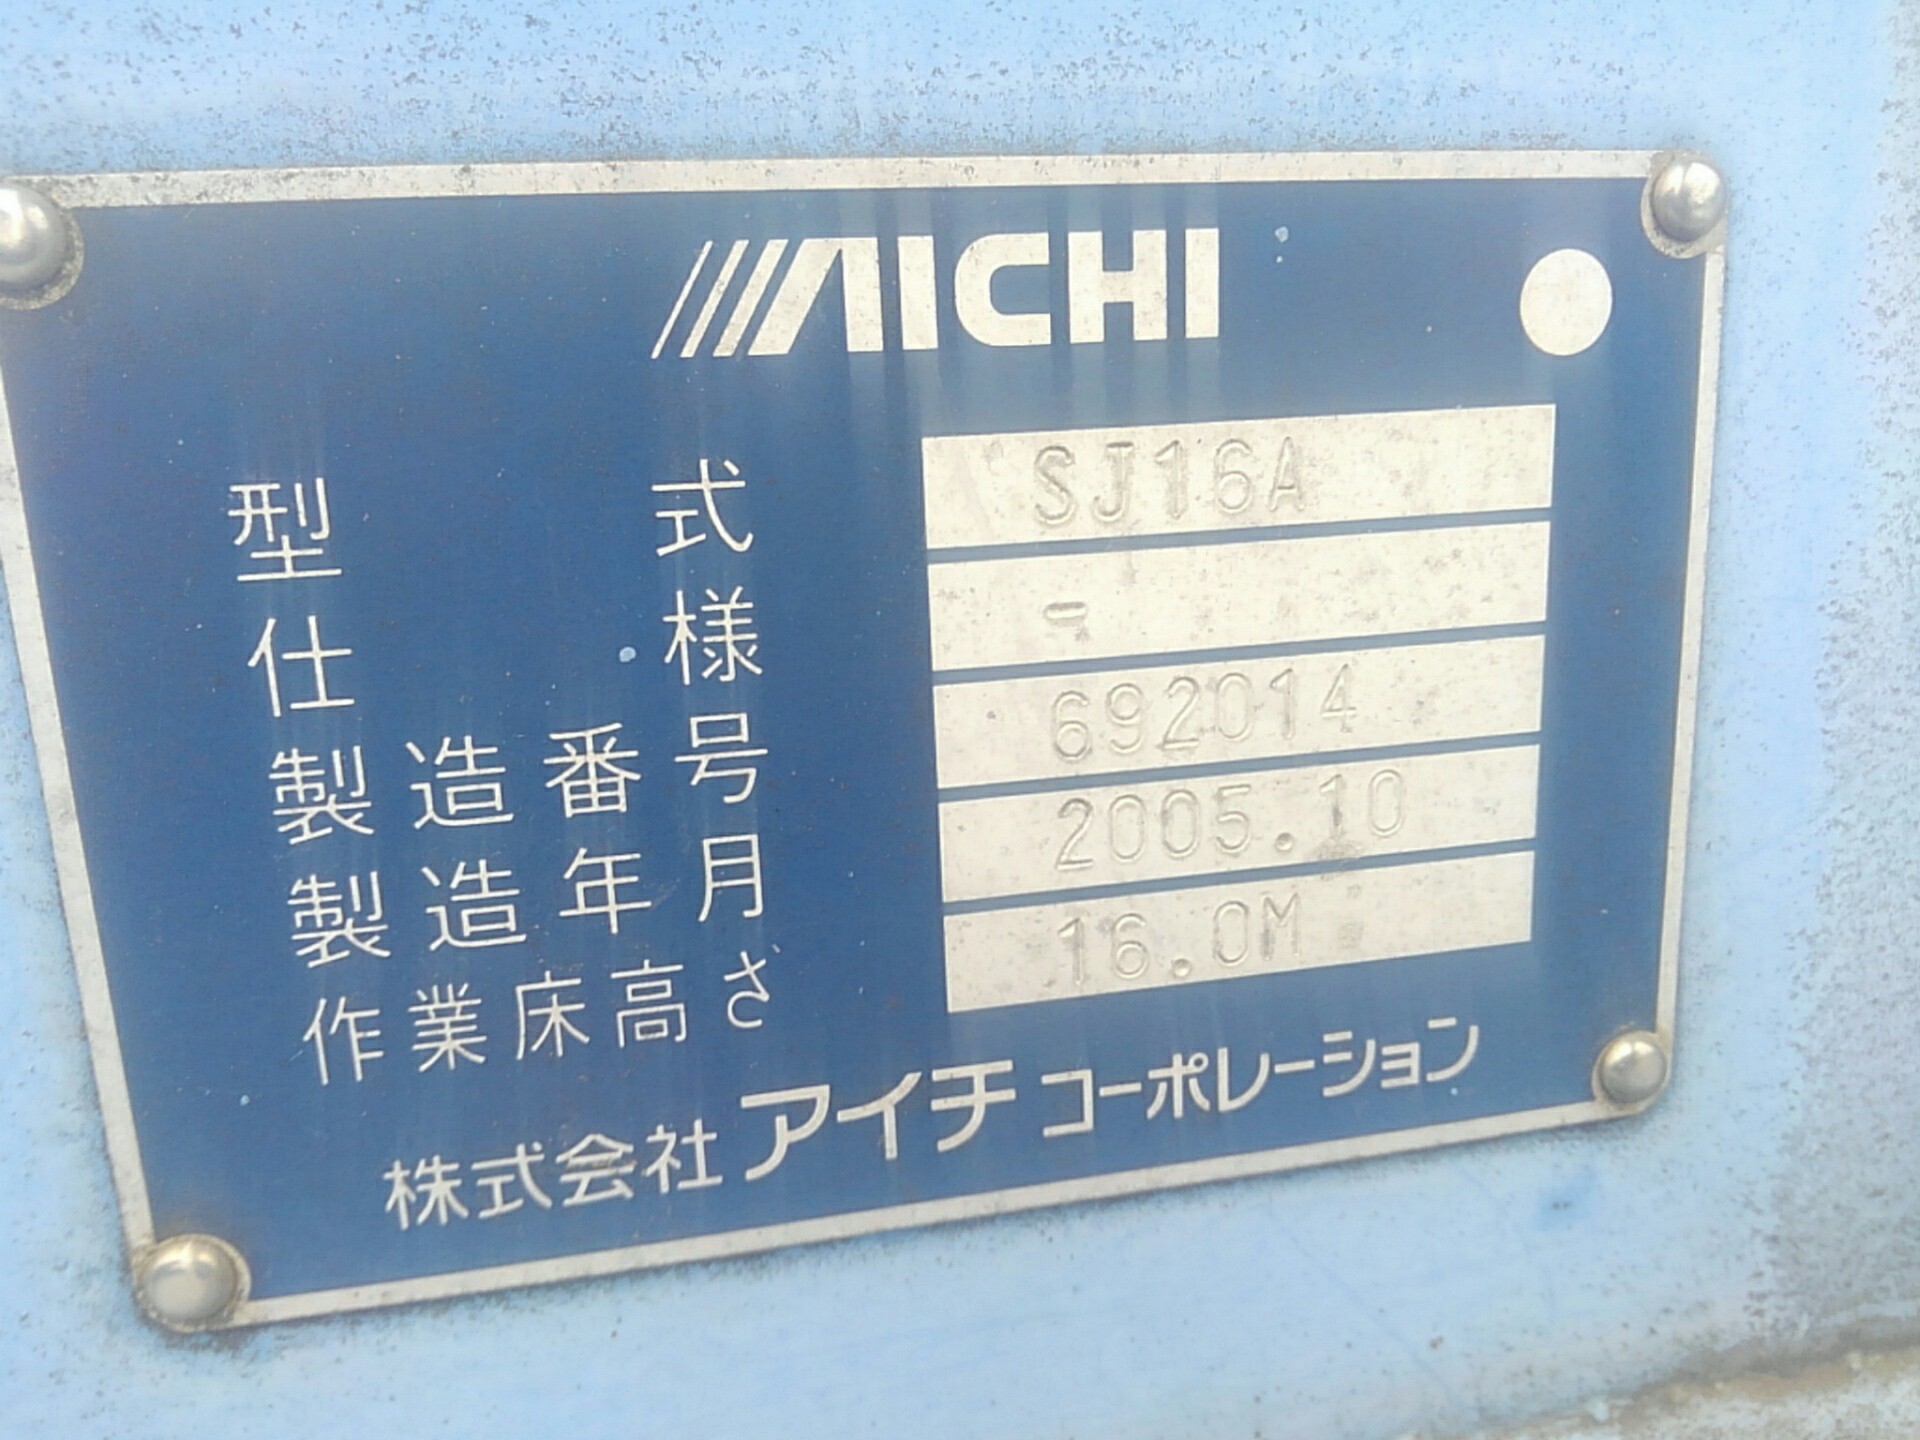 AICHI
型式 SJ16A
仕様 -
製造番号 692014
製造年月 2005.10
作業床高さ 16.0M
株式会社アイチコーポレーション